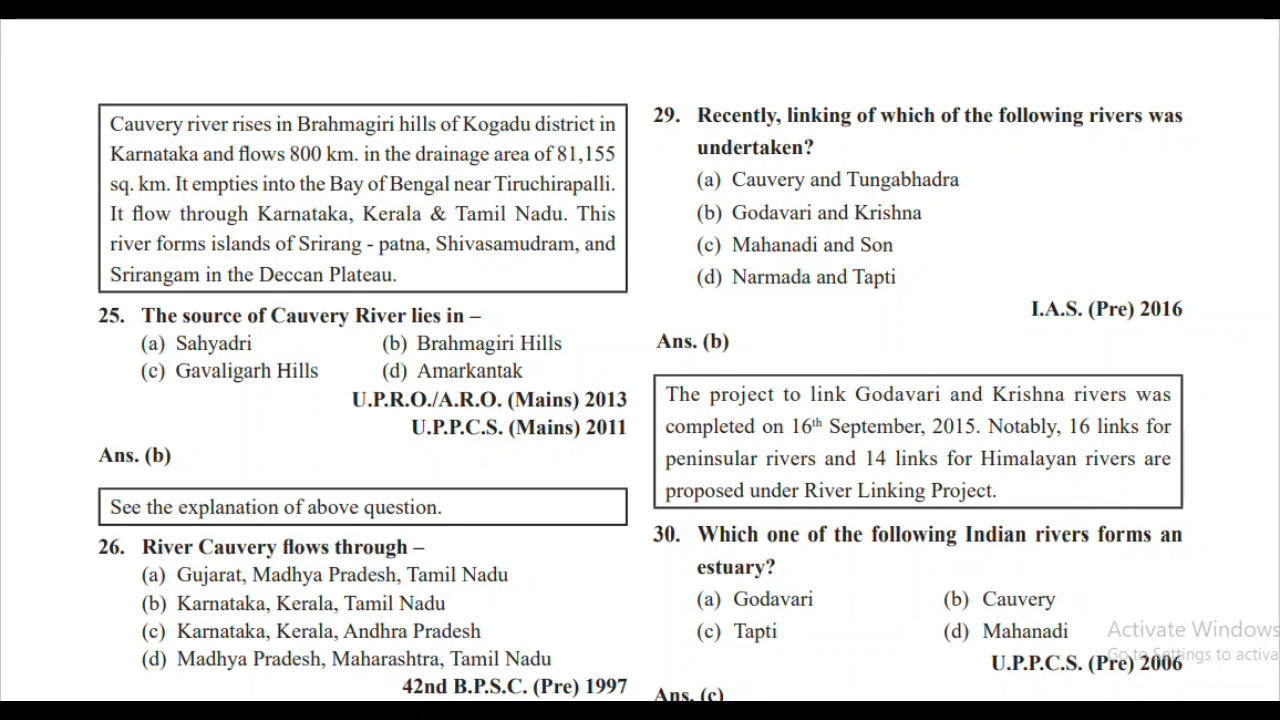 Cauvery river rises in Brahmagiri hills of Kogadu district in
Karnataka and flows 800 km. in the drainage area of 81,155
sq. km. It empties into the Bay of Bengal near Tiruchirapalli.
It flow through Karnataka, Kerala & Tamil Nadu. This
river forms islands of Srirang - patna, Shivasamudram, and
Srirangam in the Deccan Plateau.
25. The source of Cauvery River lies in –
(a) Sahyadri (b) Brahmagiri Hills
(c) Gavaligarh Hills (d) Amarkantak
U.P.R.O./A.R.O. (Mains) 2013
U.P.P.C.S. (Mains) 2011
Ans. (b)
See the explanation of above question.
26. River Cauvery flows through –
(a) Gujarat, Madhya Pradesh, Tamil Nadu
(b) Karnataka, Kerala, Tamil Nadu
(c) Karnataka, Kerala, Andhra Pradesh
(d) Madhya Pradesh, Maharashtra, Tamil Nadu
42nd B.P.S.C. (Pre) 1997
29. Recently, linking of which of the following rivers was
undertaken?
(a) Cauvery and Tungabhadra
(b) Godavari and Krishna
(c) Mahanadi and Son
(d) Narmada and Tapti
I.A.S. (Pre) 2016
Ans. (b)
The project to link Godavari and Krishna rivers was
completed on 16th September, 2015. Notably, 16 links for
peninsular rivers and 14 links for Himalayan rivers are
proposed under River Linking Project.
30. Which one of the following Indian rivers forms an
estuary?
(a) Godavari (b) Cauvery
(c) Tapti (d) Mahanadi
U.P.P.C.S. (Pre) 2006
Ans. (c)
Activate Windows
Go to Settings to activa